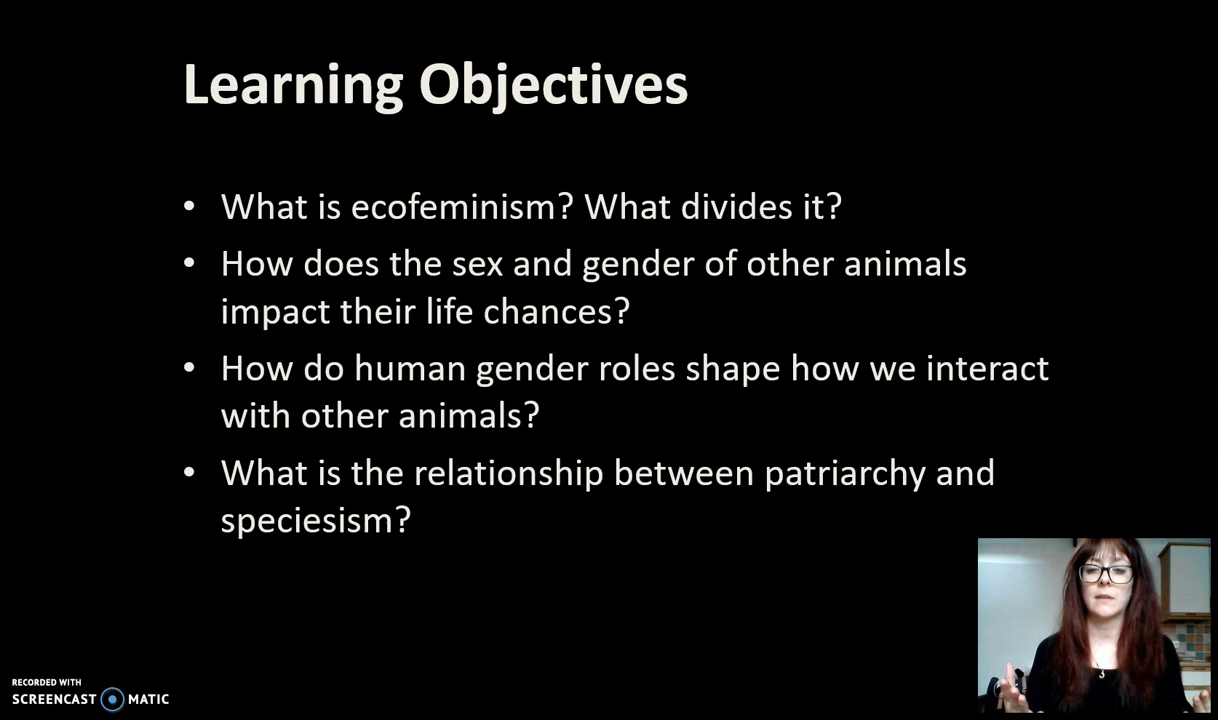 Learning Objectives
• What is ecofeminism? What divides it?
• How does the sex and gender of other animals
impact their life chances?
• How do human gender roles shape how we interact
with other animals?
• What is the relationship between patriarchy and
speciesism?
RECORDED WITH
SCREENCAST MATIC